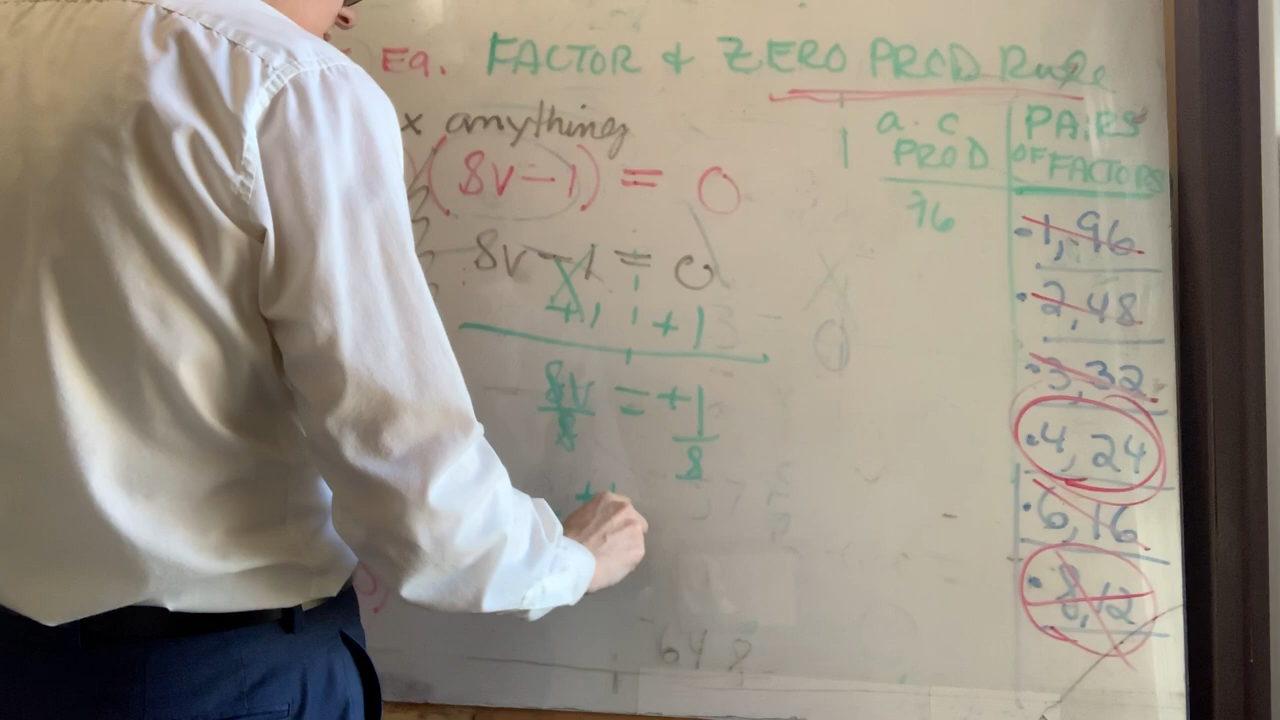 Eq. FACTOR & ZERO PROD Rule
x anything
(8v-1) = 0
8v-1 = 0
+1 +1
8v = +1
8 8
a.c PROD
96
PAIRS OF FACTORS
1, 96
2, 48
3, 32
4, 24
6, 16
8, 12
648